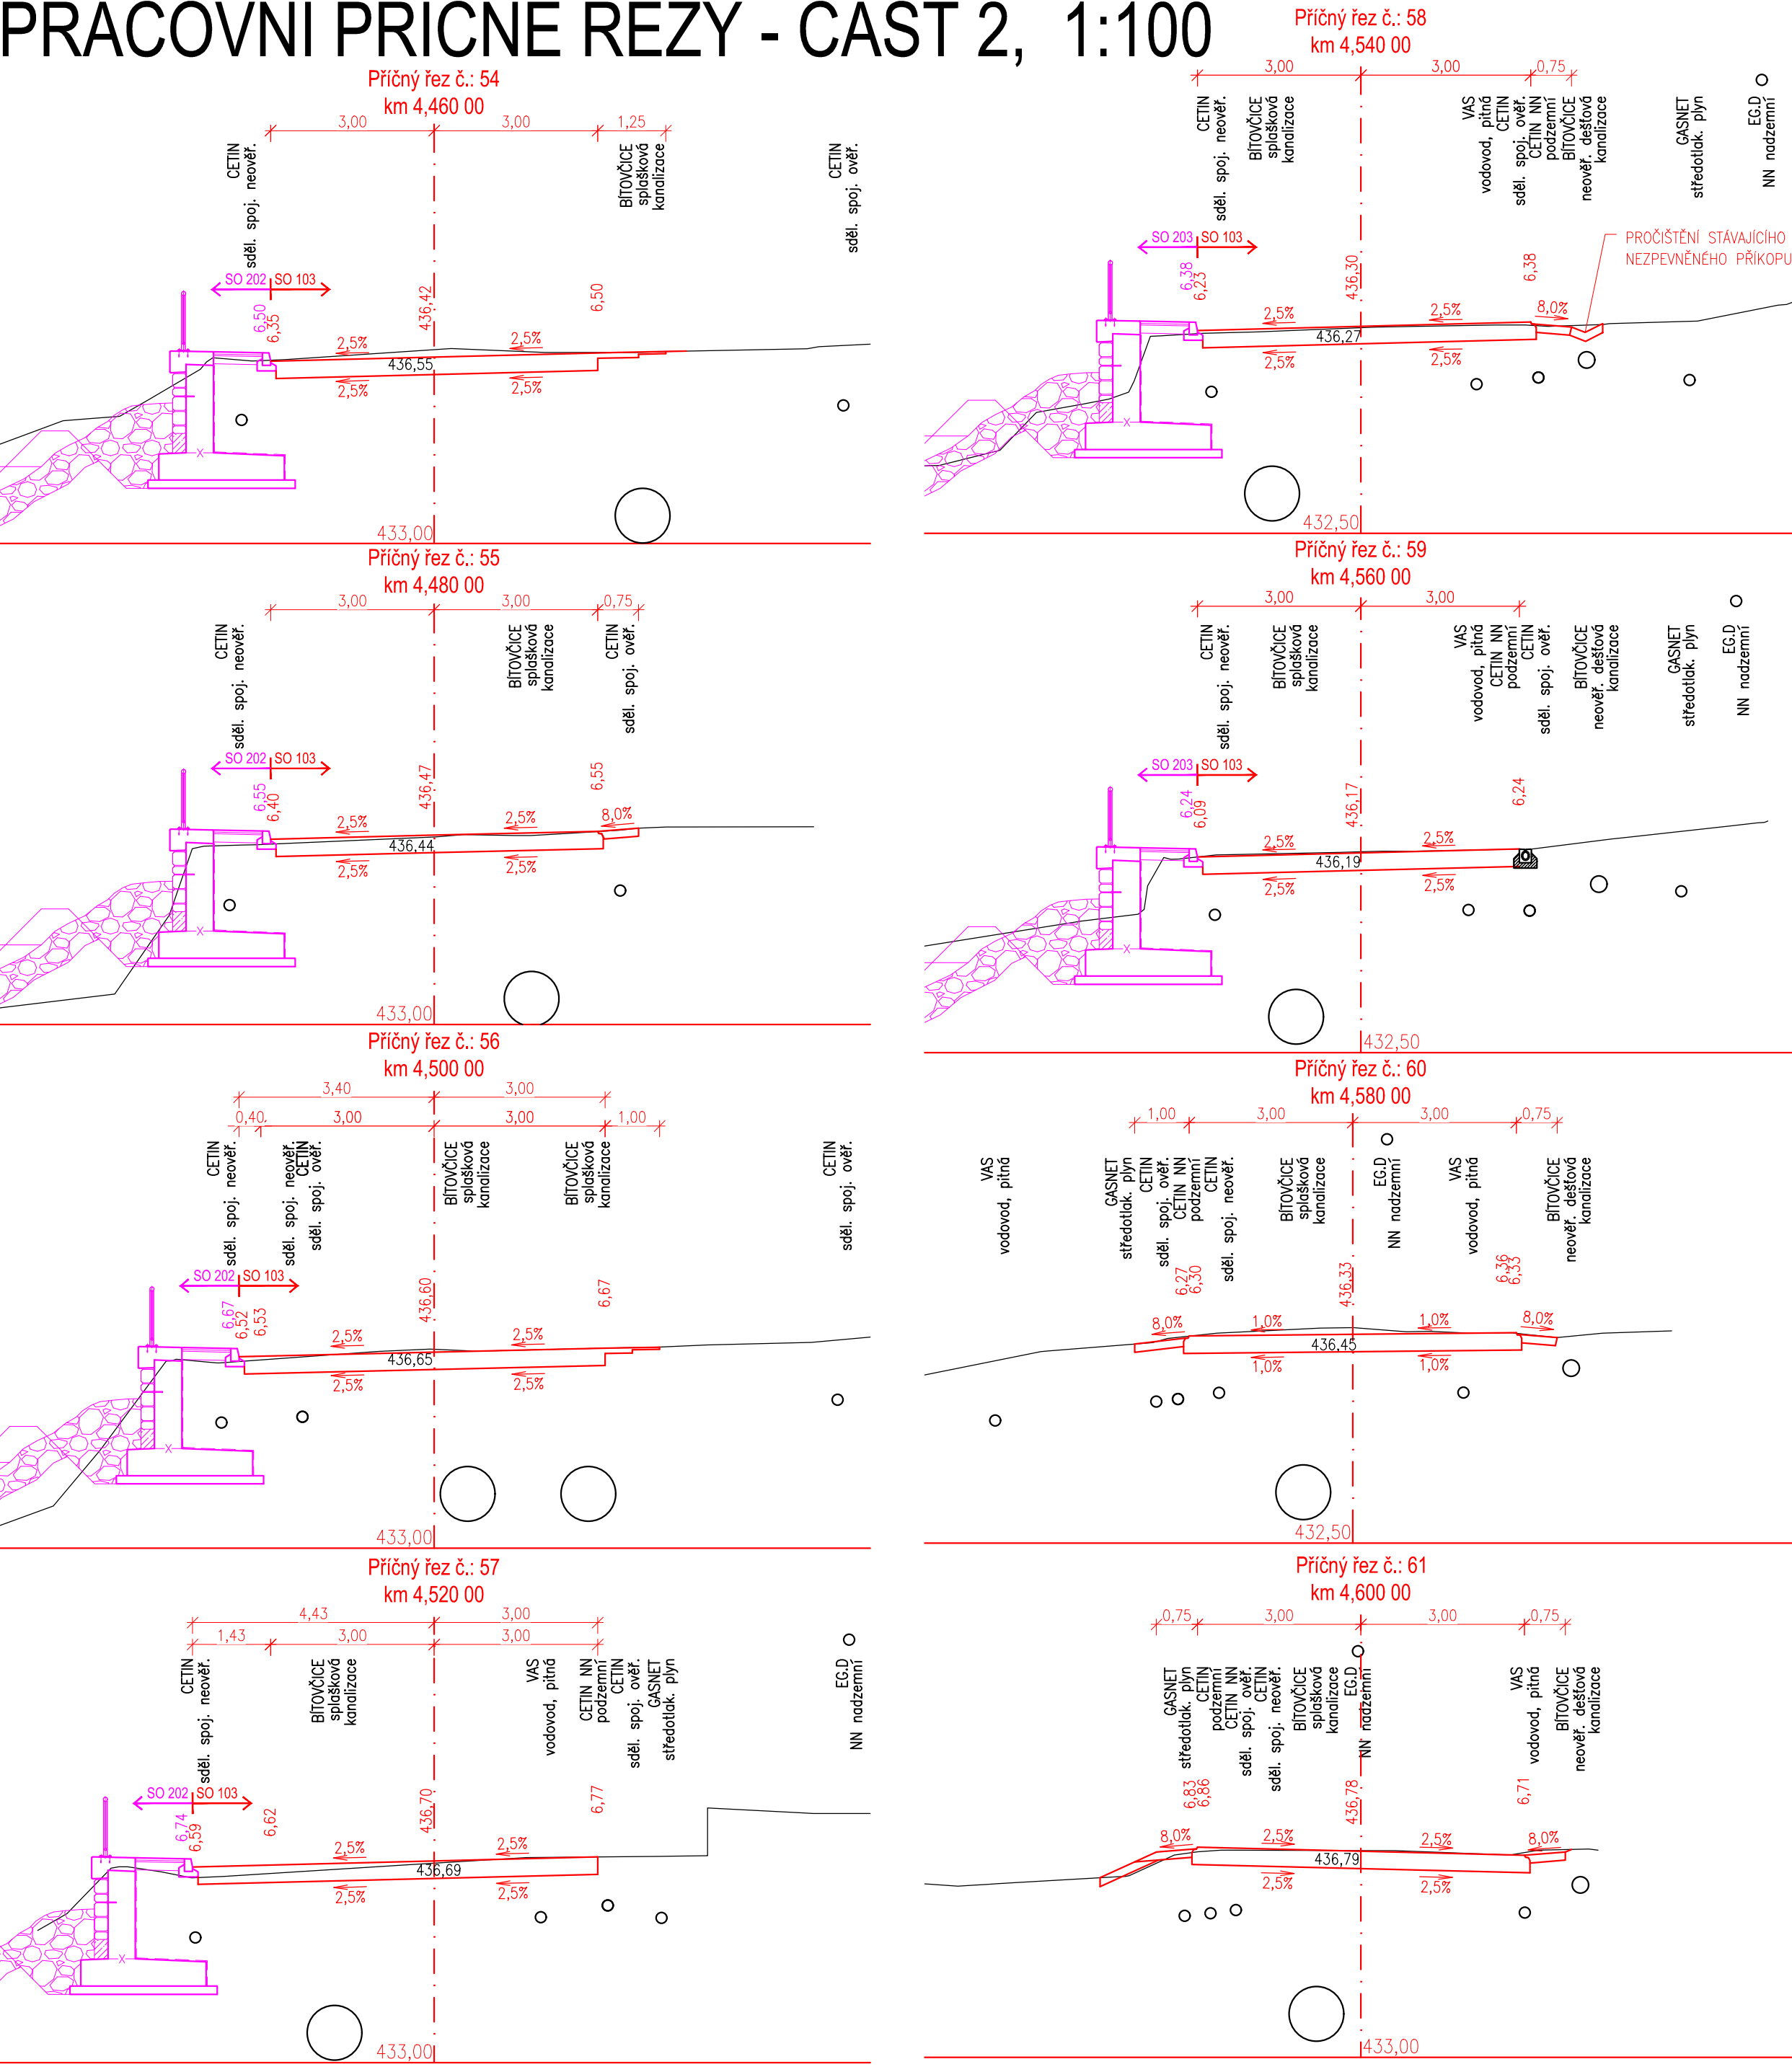 PRACOVNI PRICNE REZY - CAST 2, 1:100
Příčný řez č.: 54
km 4,460 00
3,00
3,00
1,25
CETIN
sděl. spoj. neověř.
BÍTOVČICE
splašková
kanalizace
CETIN
sděl. spoj. ověř.
SO 202
SO 103
6,50
6,35
436,42
6,50
2,5%
2,5%
436,55
2,5%
2,5%
433,00
Příčný řez č.: 55
km 4,480 00
3,00
3,00
0,75
CETIN
sděl. spoj. neověř.
BÍTOVČICE
splašková
kanalizace
CETIN
sděl. spoj. ověř.
SO 202
SO 103
6,55
6,40
436,47
6,55
2,5%
2,5%
8,0%
436,44
2,5%
2,5%
433,00
Příčný řez č.: 56
km 4,500 00
3,40
3,00
0,40
3,00
3,00
1,00
CETIN
sděl. spoj. neověř.
CETIN
sděl. spoj. neověř.
CETIN
sděl. spoj. ověř.
BÍTOVČICE
splašková
kanalizace
BÍTOVČICE
splašková
kanalizace
CETIN
sděl. spoj. ověř.
SO 202
SO 103
6,67
6,52
6,53
436,60
6,67
2,5%
2,5%
436,65
2,5%
2,5%
433,00
Příčný řez č.: 57
km 4,520 00
4,43
3,00
1,43
3,00
3,00
CETIN
sděl. spoj. neověř.
BÍTOVČICE
splašková
kanalizace
VAS
vodovod, pitná
CETIN NN
podzemní
CETIN
sděl. spoj. ověř.
GASNET
středotlak. plyn
EG.D
NN nadzemní
SO 202
SO 103
6,74
6,59
6,62
436,70
6,77
2,5%
2,5%
436,69
2,5%
2,5%
433,00
Příčný řez č.: 58
km 4,540 00
3,00
3,00
0,75
CETIN
sděl. spoj. neověř.
BÍTOVČICE
splašková
kanalizace
VAS
vodovod, pitná
CETIN
sděl. spoj. ověř.
CETIN NN
podzemní
BÍTOVČICE
neověř. dešťová
kanalizace
GASNET
středotlak. plyn
EG.D
NN nadzemní
PROČIŠTĚNÍ STÁVAJÍCÍHO
NEZPEVNĚNÉHO PŘÍKOPU
SO 203
SO 103
6,38
6,23
436,30
6,38
2,5%
2,5%
8,0%
436,27
2,5%
2,5%
432,50
Příčný řez č.: 59
km 4,560 00
3,00
3,00
CETIN
sděl. spoj. neověř.
BÍTOVČICE
splašková
kanalizace
VAS
vodovod, pitná
CETIN NN
podzemní
CETIN
sděl. spoj. ověř.
BÍTOVČICE
neověř. dešťová
kanalizace
GASNET
středotlak. plyn
EG.D
NN nadzemní
SO 203
SO 103
6,24
6,09
436,17
6,24
2,5%
2,5%
436,19
2,5%
2,5%
432,50
Příčný řez č.: 60
km 4,580 00
1,00
3,00
3,00
0,75
VAS
vodovod, pitná
GASNET
středotlak. plyn
CETIN
sděl. spoj. ověř.
CETIN NN
podzemní
CETIN
sděl. spoj. neověř.
BÍTOVČICE
splašková
kanalizace
EG.D
NN nadzemní
VAS
vodovod, pitná
BÍTOVČICE
neověř. dešťová
kanalizace
6,27
6,30
436,33
6,36
6,33
8,0%
1,0%
1,0%
8,0%
436,45
1,0%
1,0%
432,50
Příčný řez č.: 61
km 4,600 00
0,75
3,00
3,00
0,75
GASNET
středotlak. plyn
CETIN
podzemní
CETIN NN
sděl. spoj. ověř.
CETIN
sděl. spoj. neověř.
BÍTOVČICE
splašková
kanalizace
EG.D
NN nadzemní
VAS
vodovod, pitná
BÍTOVČICE
neověř. dešťová
kanalizace
6,83
6,86
436,78
6,71
8,0%
2,5%
2,5%
8,0%
436,79
2,5%
2,5%
433,00